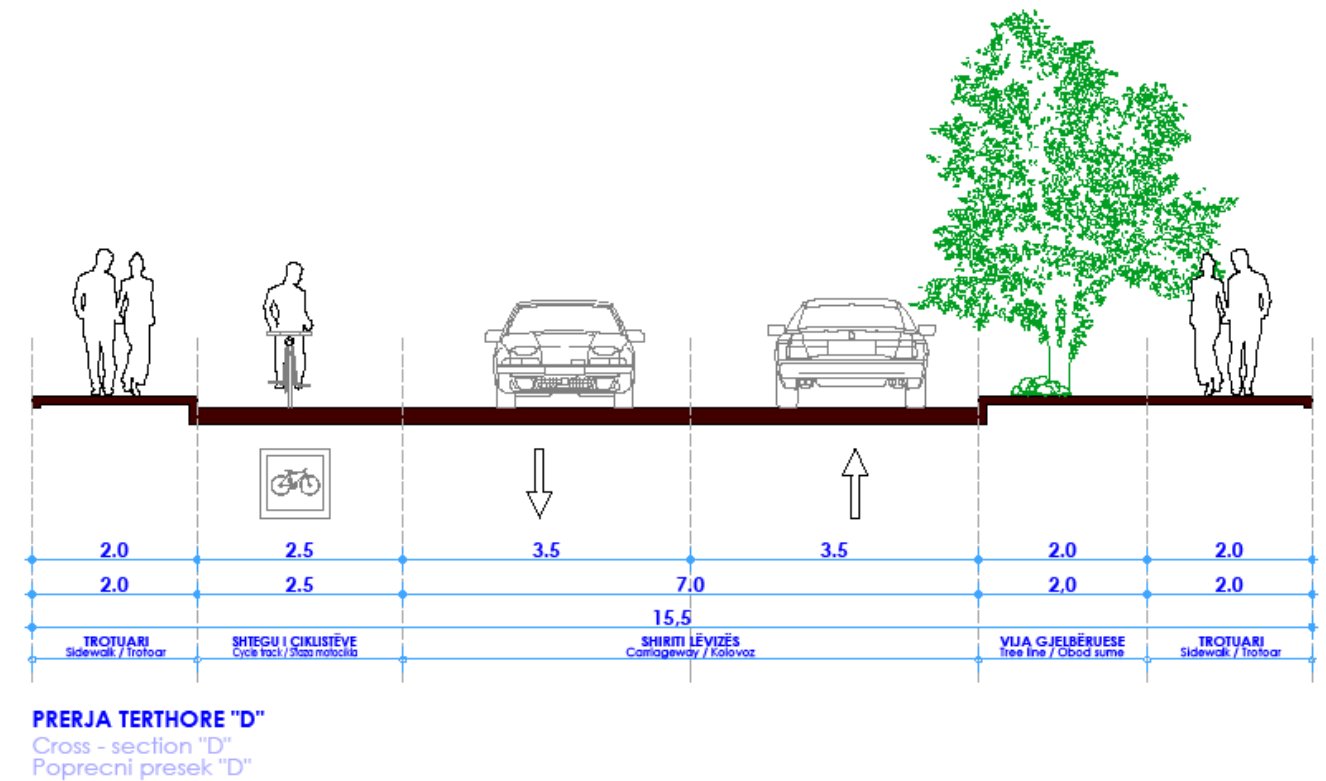 2.0 2.5 3.5 3.5 2.0 2.0
2.0 2.5 7.0 2,0 2.0
15,5
TROTUARI SHTEGU I ÇIKLISTËVE SHIRITI LËVIZËS VIJA GJELBËRUESE TROTUARI
Sidewalk / Trotoar Cycle track / Staza motocikla Carriageway / Kolovoz Tree line / Obod sume Sidewalk / Trotoar
PRERJA TERTHORE "D"
Cross - section "D"
Poprecni presek "D"